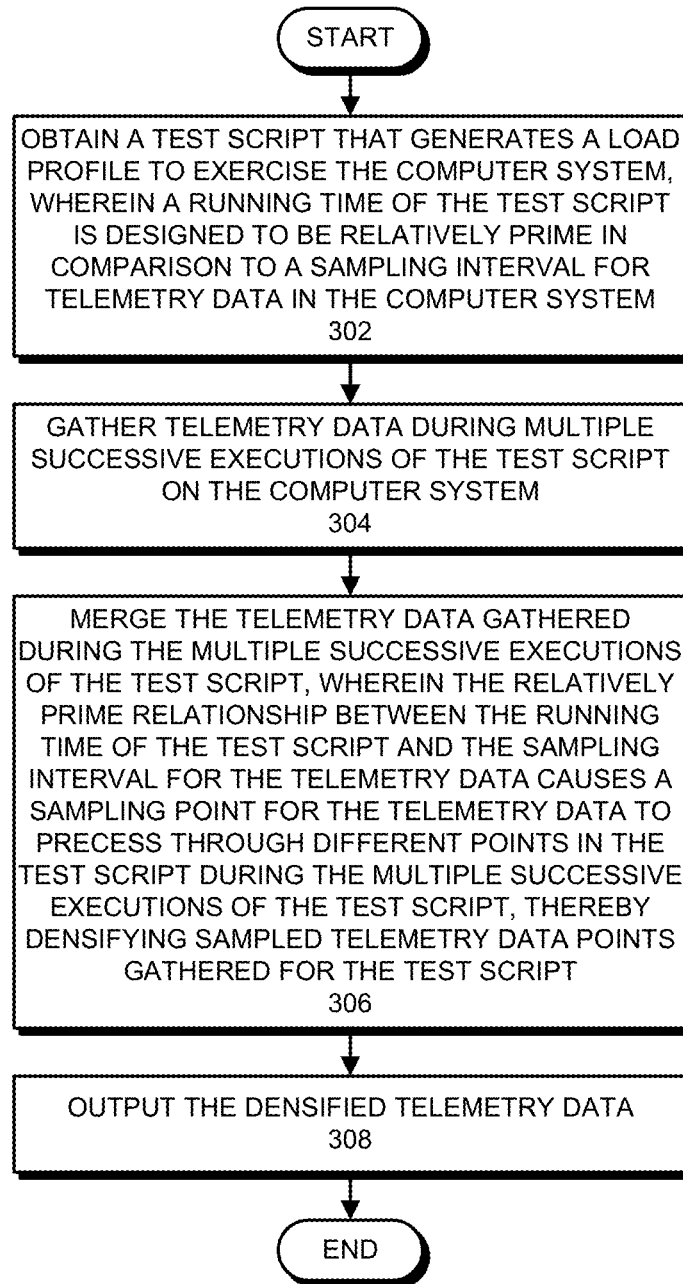 START
OBTAIN A TEST SCRIPT THAT GENERATES A LOAD
PROFILE TO EXERCISE THE COMPUTER SYSTEM,
WHEREIN A RUNNING TIME OF THE TEST SCRIPT
IS DESIGNED TO BE RELATIVELY PRIME IN
COMPARISON TO A SAMPLING INTERVAL FOR
TELEMETRY DATA IN THE COMPUTER SYSTEM
302
GATHER TELEMETRY DATA DURING MULTIPLE
SUCCESSIVE EXECUTIONS OF THE TEST SCRIPT
ON THE COMPUTER SYSTEM
304
MERGE THE TELEMETRY DATA GATHERED
DURING THE MULTIPLE SUCCESSIVE EXECUTIONS
OF THE TEST SCRIPT, WHEREIN THE RELATIVELY
PRIME RELATIONSHIP BETWEEN THE RUNNING
TIME OF THE TEST SCRIPT AND THE SAMPLING
INTERVAL FOR THE TELEMETRY DATA CAUSES A
SAMPLING POINT FOR THE TELEMETRY DATA TO
PRECESS THROUGH DIFFERENT POINTS IN THE
TEST SCRIPT DURING THE MULTIPLE SUCCESSIVE
EXECUTIONS OF THE TEST SCRIPT, THEREBY
DENSIFYING SAMPLED TELEMETRY DATA POINTS
GATHERED FOR THE TEST SCRIPT
306
OUTPUT THE DENSIFIED TELEMETRY DATA
308
END